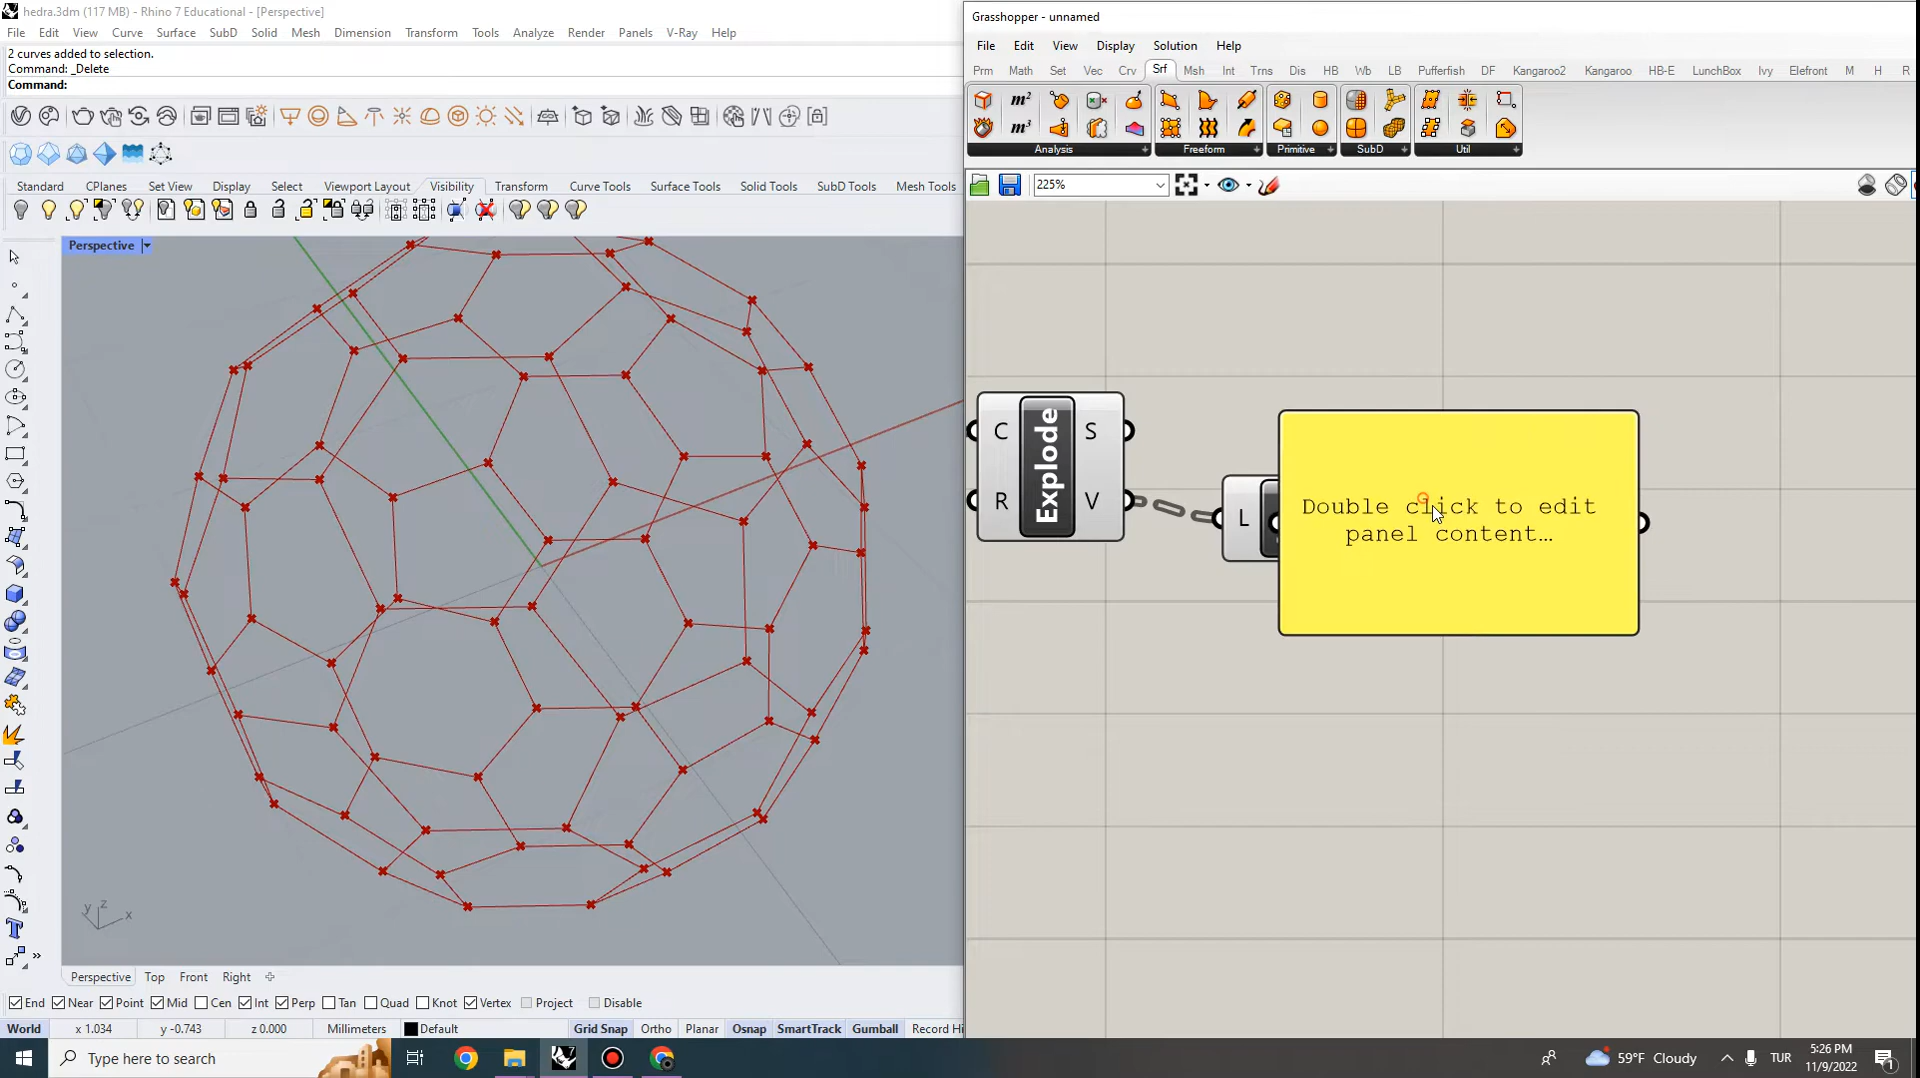 hedra.3dm (117 MB) - Rhino 7 Educational - [Perspective]
File Edit View Curve Surface SubD Solid Mesh Dimension Transform Tools Analyze Render Panels V-Ray Help
2 curves added to selection.
Command: _Delete
Command:
Standard CPlanes Set View Display Select Viewport Layout Visibility Transform Curve Tools Surface Tools Solid Tools SubD Tools Mesh Tools
Perspective
y z x
Perspective Top Front Right
End Near Point Mid Cen Int Perp Tan Quad Knot Vertex Project Disable
World x 1.034 y -0.743 z 0.000 Millimeters Default Grid Snap Ortho Planar Osnap SmartTrack Gumball Record Hi
Grasshopper - unnamed
File Edit View Display Solution Help
Prm Math Set Vec Crv Srf Msh Int Trns Dis HB Wb LB Pufferfish DF Kangaroo2 Kangaroo HB-E LunchBox Ivy Elefront M H R
m² m³
Analysis Freeform Primitive SubD Util
225%
C Explode S
R V
L
Double click to edit
panel content…
Type here to search
59°F Cloudy
TUR
5:26 PM
11/9/2022
1